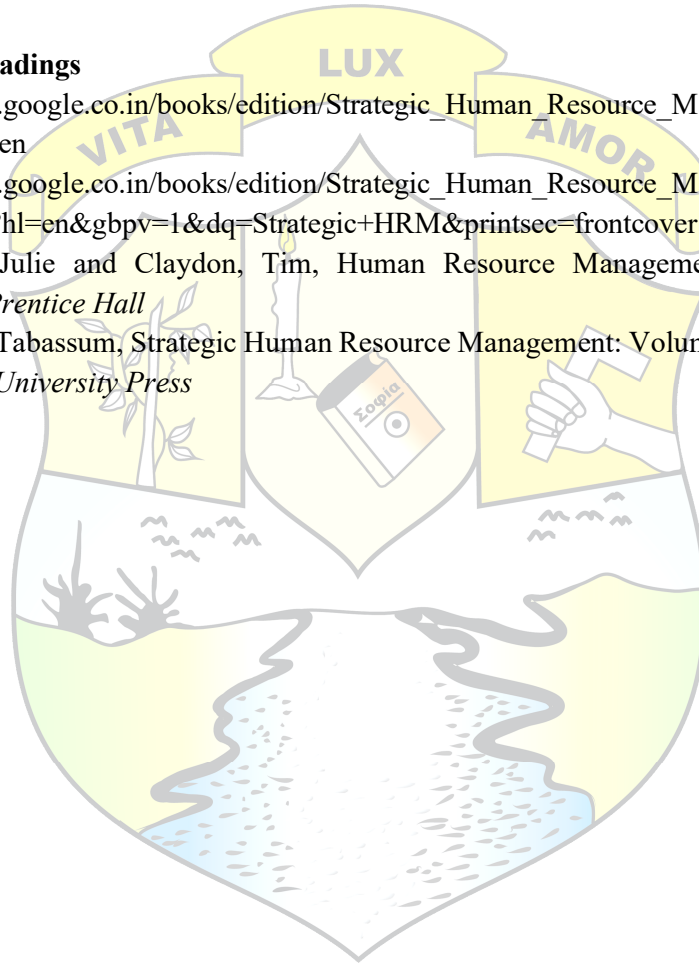 LUX
VITA
AMOR
Σοφία
adings
.google.co.in/books/edition/Strategic_Human_Resource_M
en
.google.co.in/books/edition/Strategic_Human_Resource_M
hl=en&gbpv=1&dq=Strategic+HRM&printsec=frontcover
Julie and Claydon, Tim, Human Resource Manageme
Prentice Hall
Tabassum, Strategic Human Resource Management: Volun
University Press